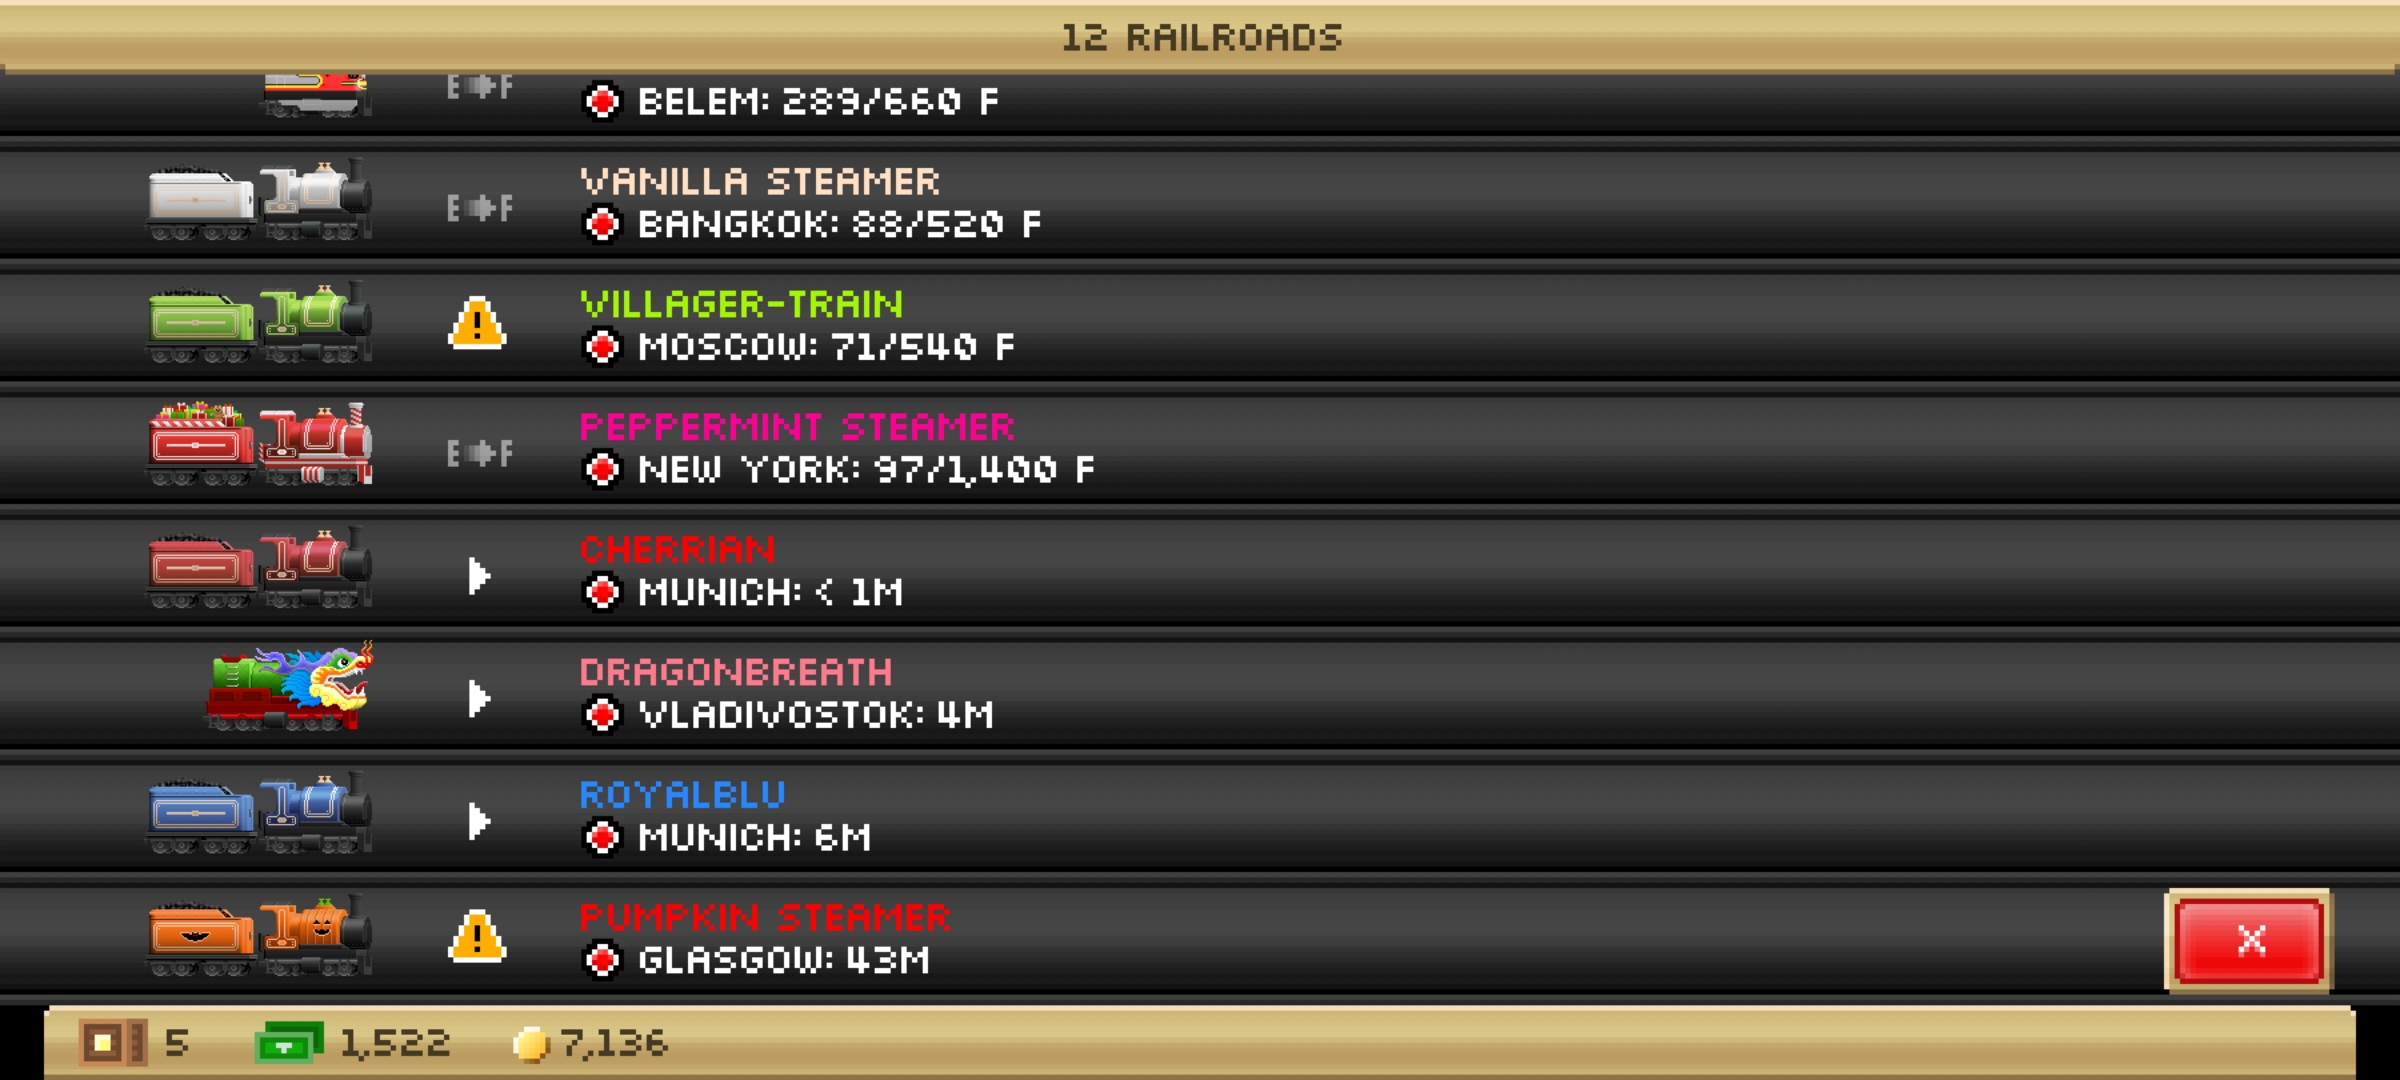 12 RAILROADS
E F
BELEM: 289/660 F
VANILLA STEAMER
E F
BANGKOK: 88/520 F
VILLAGER-TRAIN
!
MOSCOW: 71/540 F
PEPPERMINT STEAMER
E F
NEW YORK: 97/1,400 F
CHERRIAN
MUNICH: < 1M
DRAGONBREATH
VLADIVOSTOK: 4M
ROYALBLU
MUNICH: 6M
PUMPKIN STEAMER
!
GLASGOW: 43M
X
5 1,522 7,136